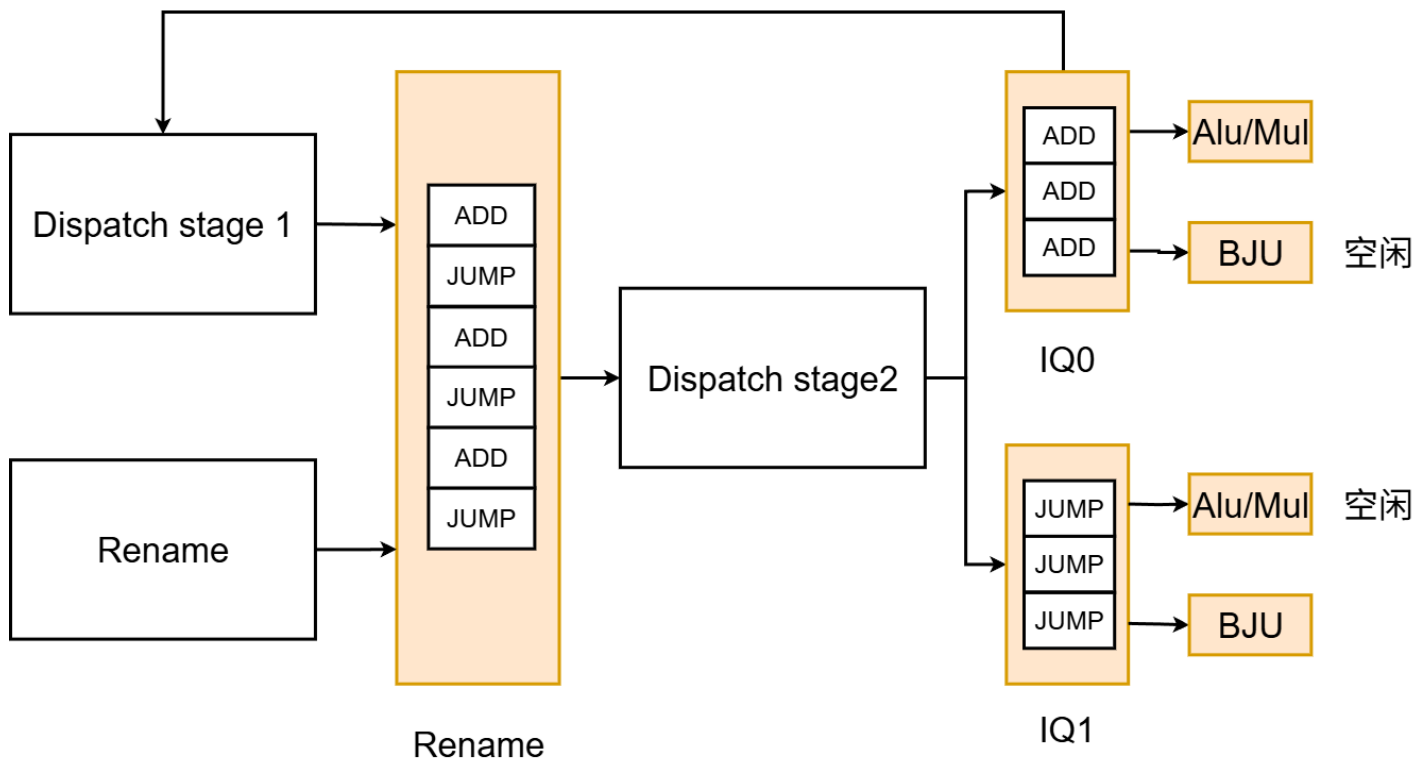 Dispatch stage 1
Rename
ADD
JUMP
ADD
JUMP
ADD
JUMP
Rename
Dispatch stage2
ADD
ADD
ADD
IQ0
Alu/Mul
BJU
空闲
JUMP
JUMP
JUMP
IQ1
Alu/Mul
空闲
BJU